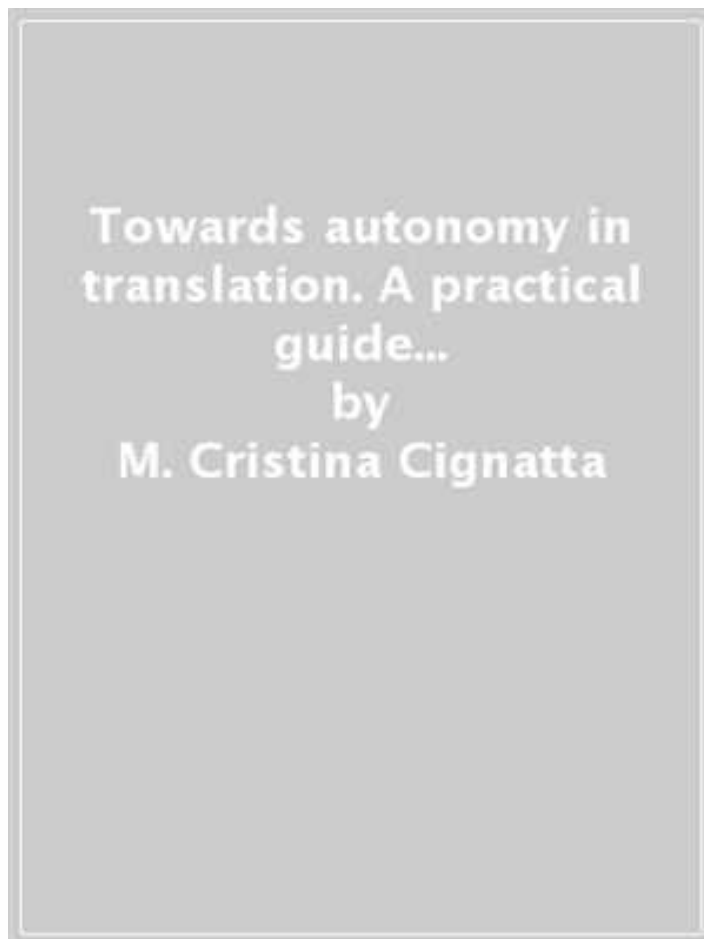 Towards autonomy in
translation. A practical
guide...
by
M. Cristina Cignatta